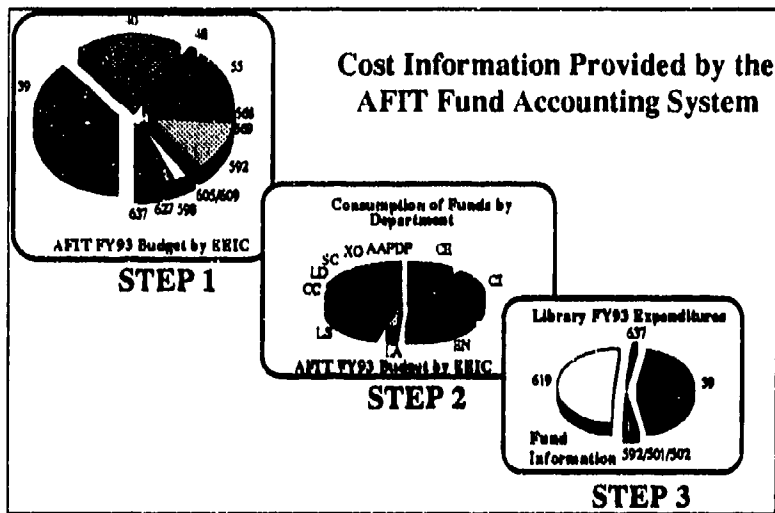 Cost Information Provided by the
AFIT Fund Accounting System
40
48
39
55
568
569
592
605/609
598
627
637
AFIT FY93 Budget by EEIC
STEP 1
Consumption of Funds by
Department
XO AA PDP CE
SC
LD
CC
CI
LS
LA
EN
AFIT FY93 Budget by EEIC
STEP 2
Library FY93 Expenditures
637
619
39
Fund
Information
592/501/502
STEP 3